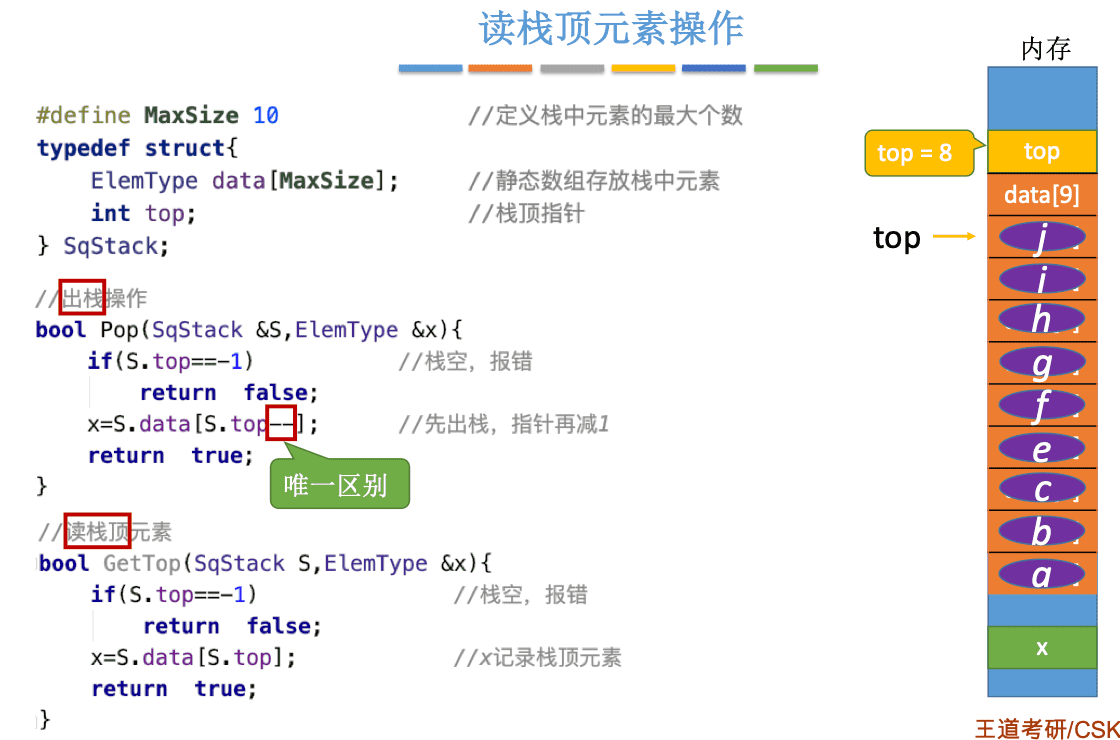 读栈顶元素操作
#define MaxSize 10 //定义栈中元素的最大个数
typedef struct{
ElemType data[MaxSize]; //静态数组存放栈中元素
int top; //栈顶指针
} SqStack;
//出栈操作
bool Pop(SqStack &S,ElemType &x){
if(S.top==-1) //栈空，报错
return false;
x=S.data[S.top--]; //先出栈，指针再减1
return true;
}
唯一区别
//读栈顶元素
bool GetTop(SqStack S,ElemType &x){
if(S.top==-1) //栈空，报错
return false;
x=S.data[S.top]; //x记录栈顶元素
return true;
}
内存
top = 8
top
data[9]
top
j
i
h
g
f
e
c
b
a
x
王道考研/CSK